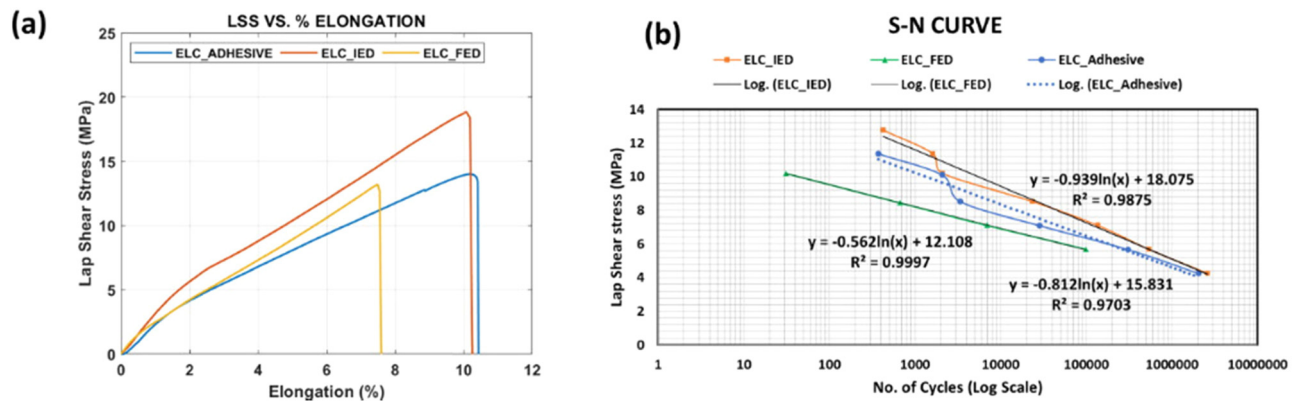 (a)
LSS VS. % ELONGATION
ELC_ADHESIVE ELC_IED ELC_FED
25
20
15
10
5
0
Lap Shear Stress (MPa)
0 2 4 6 8 10 12
Elongation (%)
(b)
S-N CURVE
ELC_IED ELC_FED ELC_Adhesive
Log. (ELC_IED) Log. (ELC_FED) Log. (ELC_Adhesive)
14
12
10
8
6
4
2
0
Lap Shear stress (MPa)
y = -0.939ln(x) + 18.075
R² = 0.9875
y = -0.562ln(x) + 12.108
R² = 0.9997
y = -0.812ln(x) + 15.831
R² = 0.9703
1 10 100 1000 10000 100000 1000000 10000000
No. of Cycles (Log Scale)